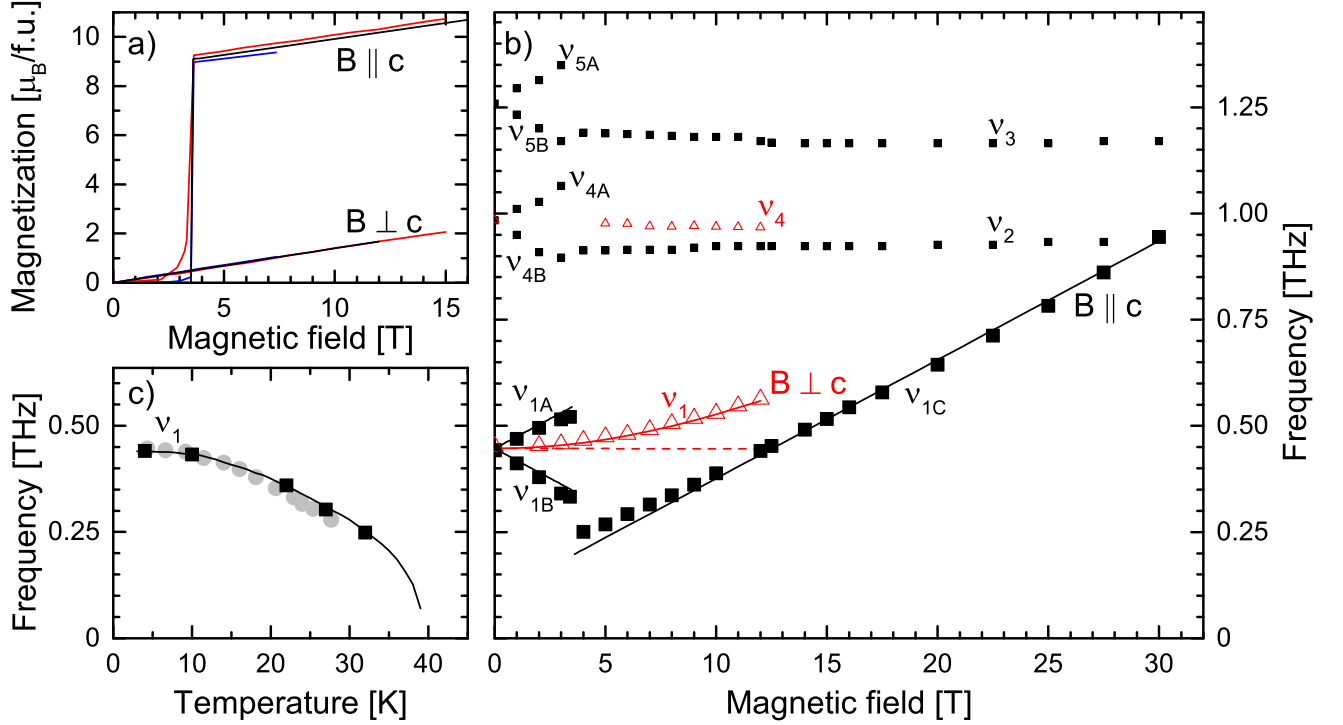 a)
B || c
B ⊥ c
10
8
6
4
2
0
Magnetization [μB/f.u.]
0 5 10 15
Magnetic field [T]
c)
ν1
0.50
0.25
0
Frequency [THz]
0 10 20 30 40
Temperature [K]
b)
ν5A
ν5B
ν3
ν4A
ν4
ν2
ν4B
B || c
B ⊥ c
ν1A
ν1
ν1C
ν1B
1.25
1.00
0.75
0.50
0.25
0
Frequency [THz]
0 5 10 15 20 25 30
Magnetic field [T]